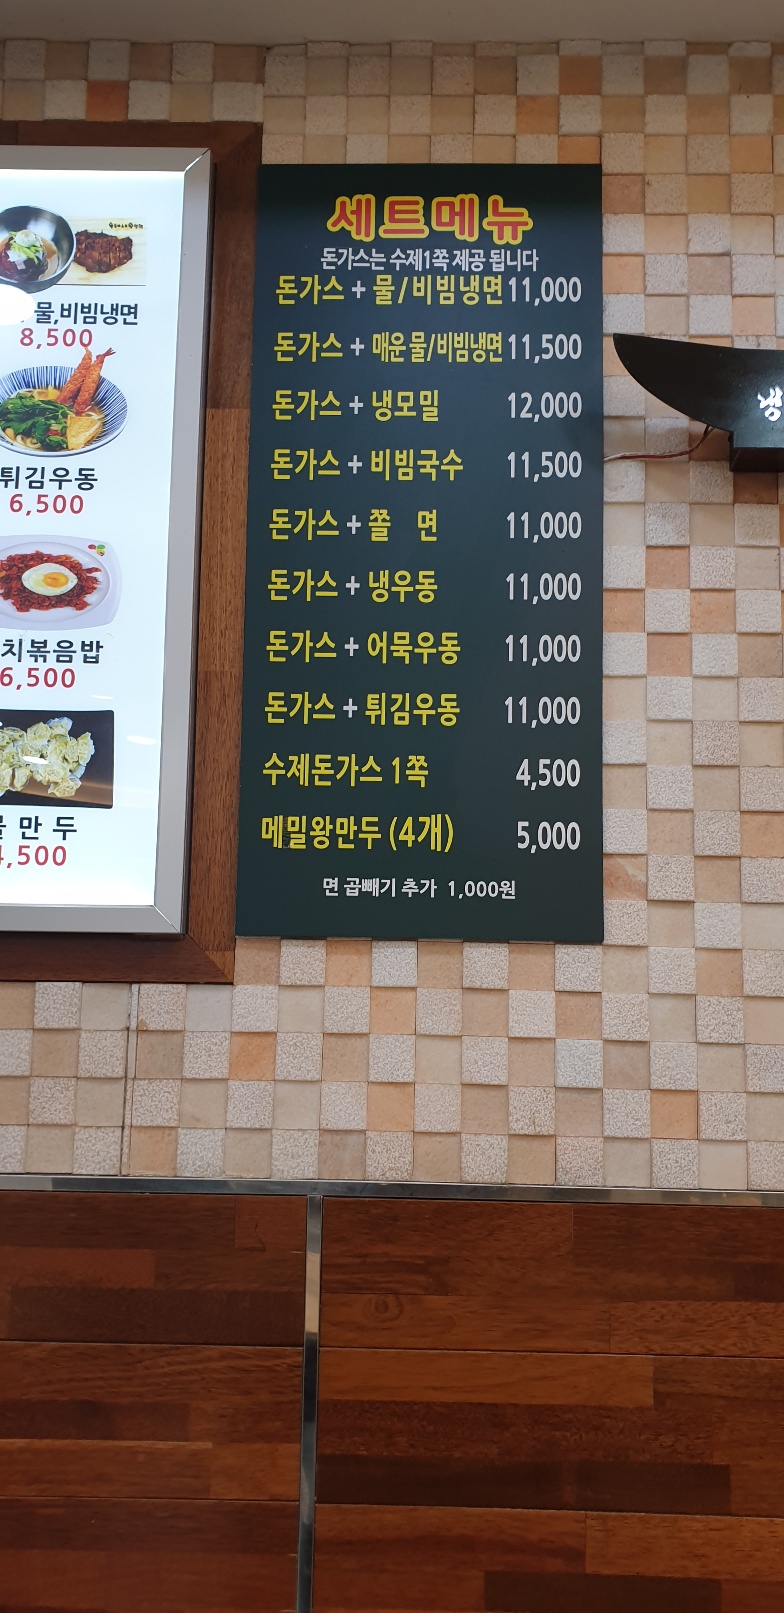 물,비빔냉면
8,500
튀김우동
6,500
치볶음밥
6,500
만 두
4,500
세트메뉴
돈가스는 수제1쪽 제공 됩니다
돈가스 + 물/비빔냉면 11,000
돈가스 + 매운 물/비빔냉면 11,500
돈가스 + 냉모밀 12,000
돈가스 + 비빔국수 11,500
돈가스 + 쫄 면 11,000
돈가스 + 냉우동 11,000
돈가스 + 어묵우동 11,000
돈가스 + 튀김우동 11,000
수제돈가스 1쪽 4,500
메밀왕만두 (4개) 5,000
면 곱빼기 추가 1,000원
냉